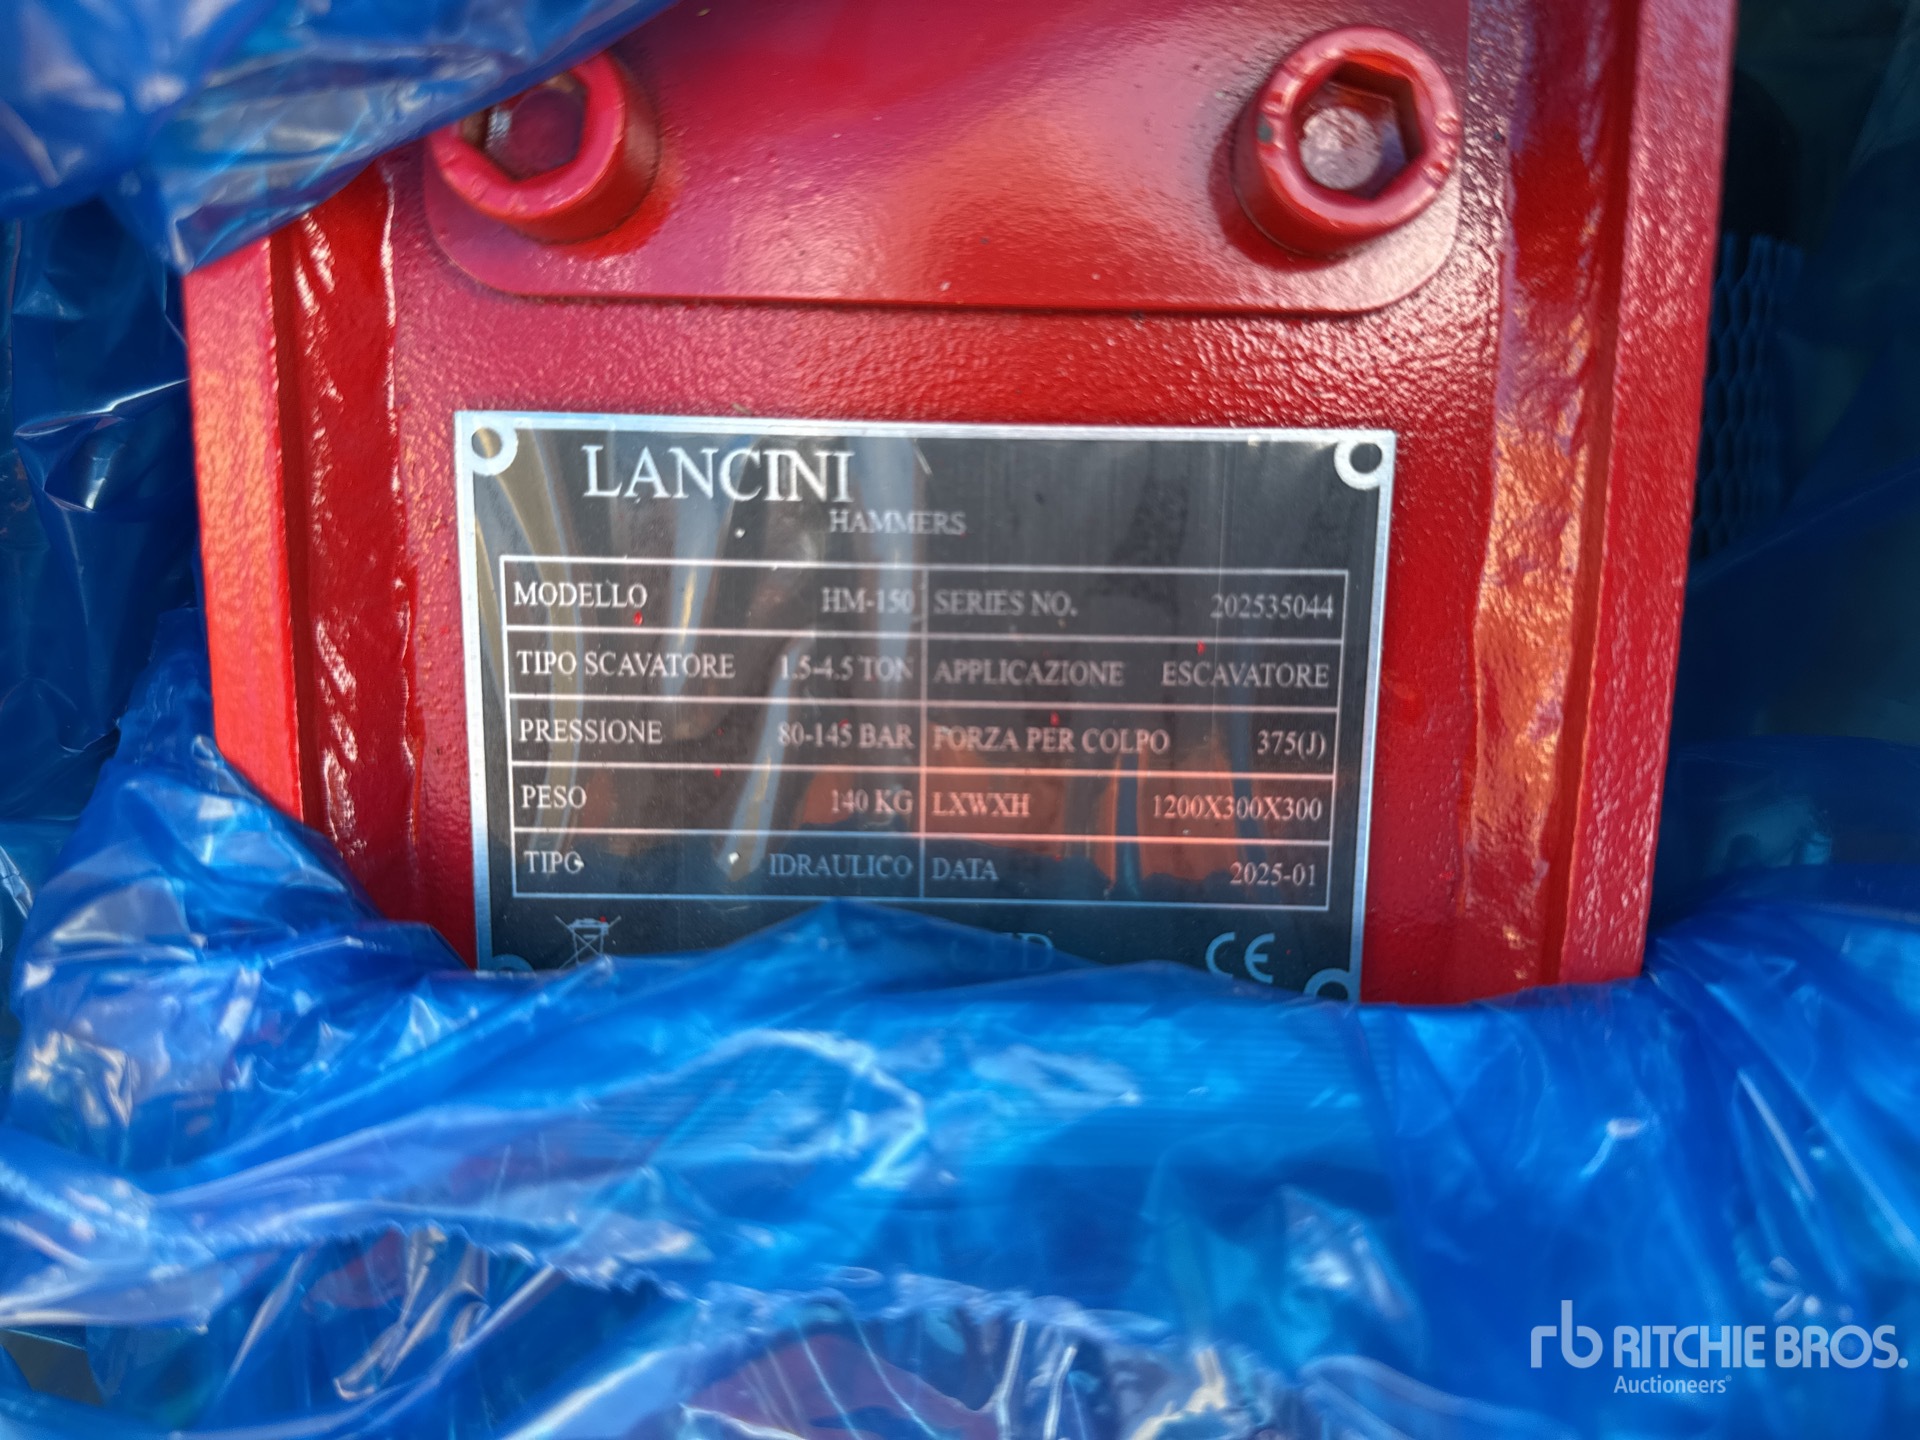 LANCINI
HAMMERS
MODELLO HM-150 SERIES NO. 202535044
TIPO SCAVATORE 1.5-4.5 TON APPLICAZIONE ESCAVATORE
PRESSIONE 80-145 BAR FORZA PER COLPO 375(J)
PESO 140 KG LXWXH 1200X300X300
TIPO IDRAULICO DATA 2025-01
CE
rb RITCHIE BROS.
Auctioneers